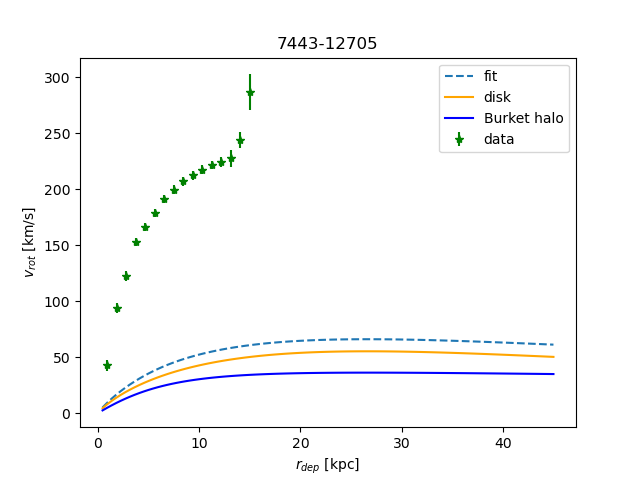 7443-12705
fit
disk
Burket halo
data
v_rot [km/s]
300
250
200
150
100
50
0
0 10 20 30 40
r_dep [kpc]